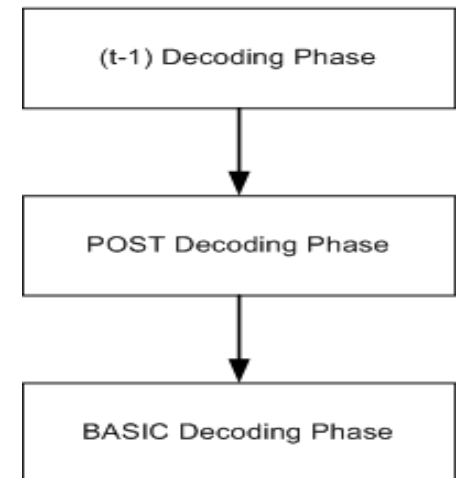 (t-1) Decoding Phase
POST Decoding Phase
BASIC Decoding Phase